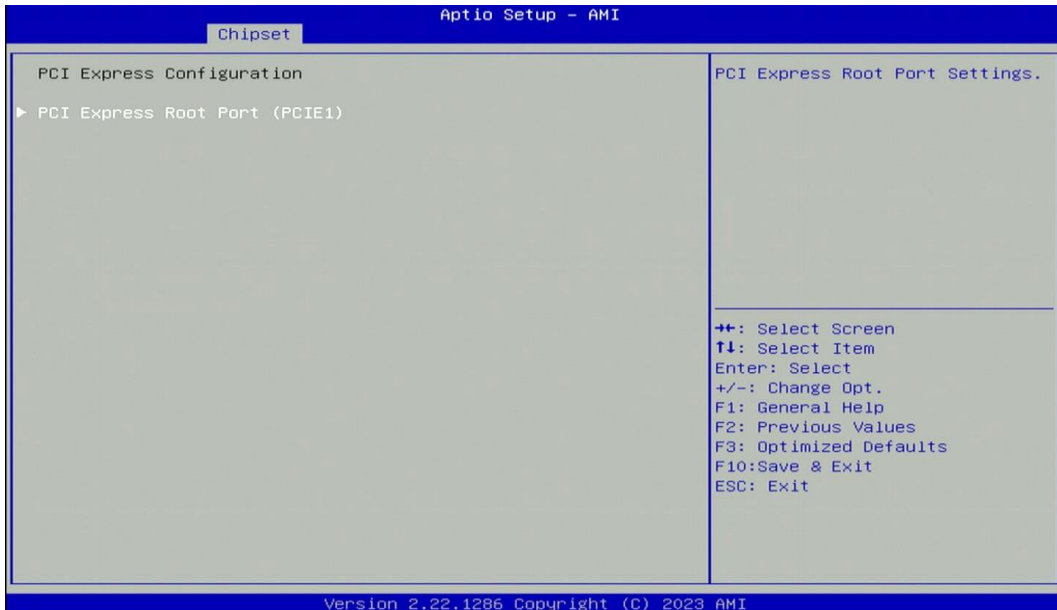 Aptio Setup – AMI
Chipset
PCI Express Configuration
▶ PCI Express Root Port (PCIE1)
PCI Express Root Port Settings.
→←: Select Screen
↑↓: Select Item
Enter: Select
+/-: Change Opt.
F1: General Help
F2: Previous Values
F3: Optimized Defaults
F10:Save & Exit
ESC: Exit
Version 2.22.1286 Copyright (C) 2023 AMI